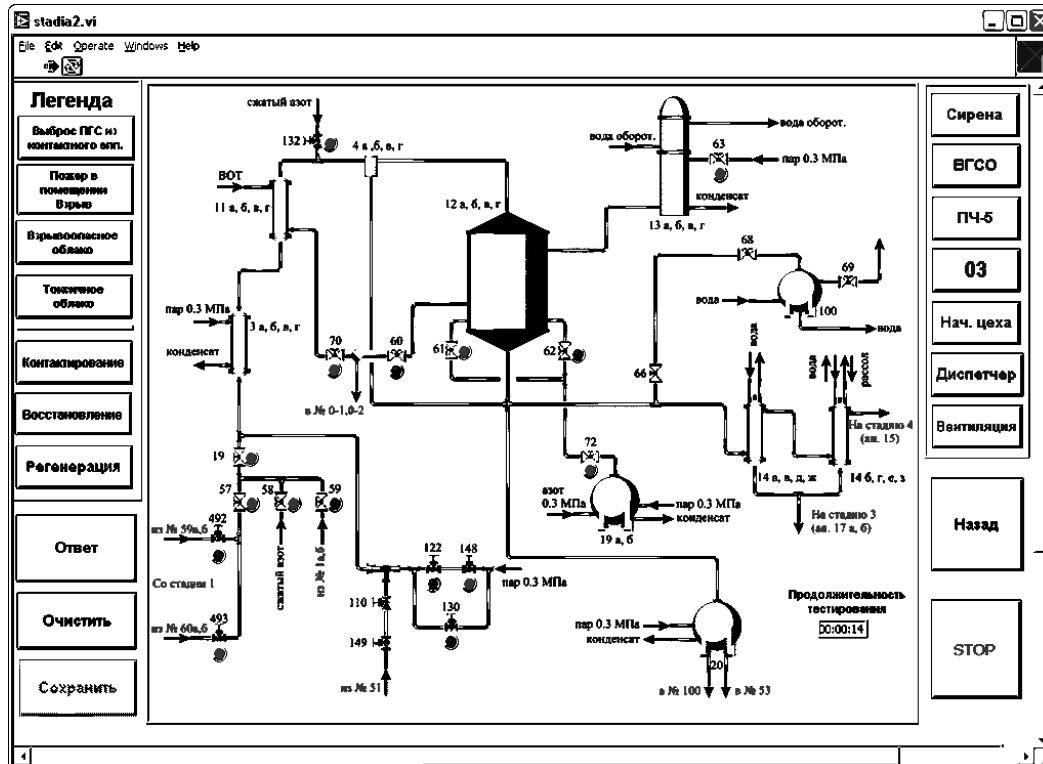 stadia2.vi
File Edit Operate Windows Help
Легенда
Выброс ПГС из
контактного апп.
Пожар в
помещении
Взрыв
Взрывоопасное
облако
Токсичное
облако
Контактирование
Восстановление
Регенерация
Ответ
Очистить
Сохранить
сжатый азот
132
4 а,б, в, г
ВОТ
11 а, б, в, г
12 а, б, в, г
вода оборот.
вода оборот.
63
пар 0.3 МПа
конденсат
13 а, б, в, г
68
69
вода
100
вода
пар 0.3 МПа
3 а, б, в, г
конденсат
70
60
61
62
66
в № 0-1,0-2
вода
вода
рассол
На стадию 4
(ап. 15)
14 а, в, д, ж
14 б, г, е, з
На стадию 3
(ап. 17 а, б)
19
57
58
59
72
азот
0.3 МПа
пар 0.3 МПа
конденсат
19 а, б
492
из № 59а,б
Со стадии 1
сжатый азот
из № 1а,б
493
из № 60а,б
122
148
пар 0.3 МПа
110
130
149
из № 51
пар 0.3 МПа
конденсат
20
в № 100
в № 53
Продолжительность
тестирования
00:00:14
Сирена
ВГСО
ПЧ-5
03
Нач. цеха
Диспетчер
Вентиляция
Назад
STOP